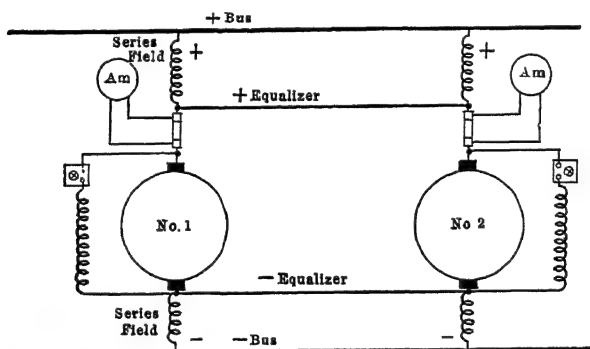 + Bus
Series
Field
+
+
Am
Am
+ Equalizer
No. 1
No 2
— Equalizer
Series
Field
—
— Bus
—